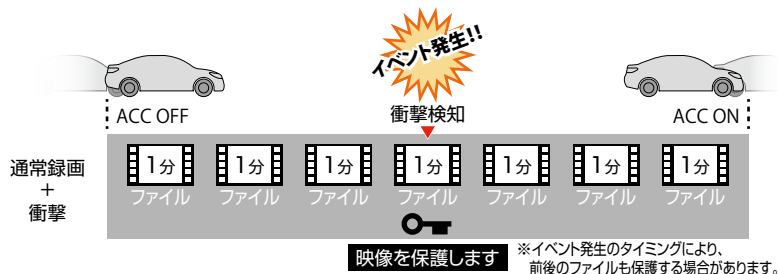 イベント発生!!
衝撃検知
ACC OFF
ACC ON
通常録画
+
衝撃
1分 1分 1分 1分 1分 1分 1分
ファイル ファイル ファイル ファイル ファイル ファイル ファイル
映像を保護します
※イベント発生のタイミングにより、
前後のファイルも保護する場合があります。